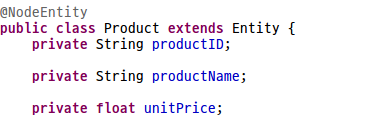 @NodeEntity
public class Product extends Entity {
private String productID;
private String productName;
private float unitPrice;